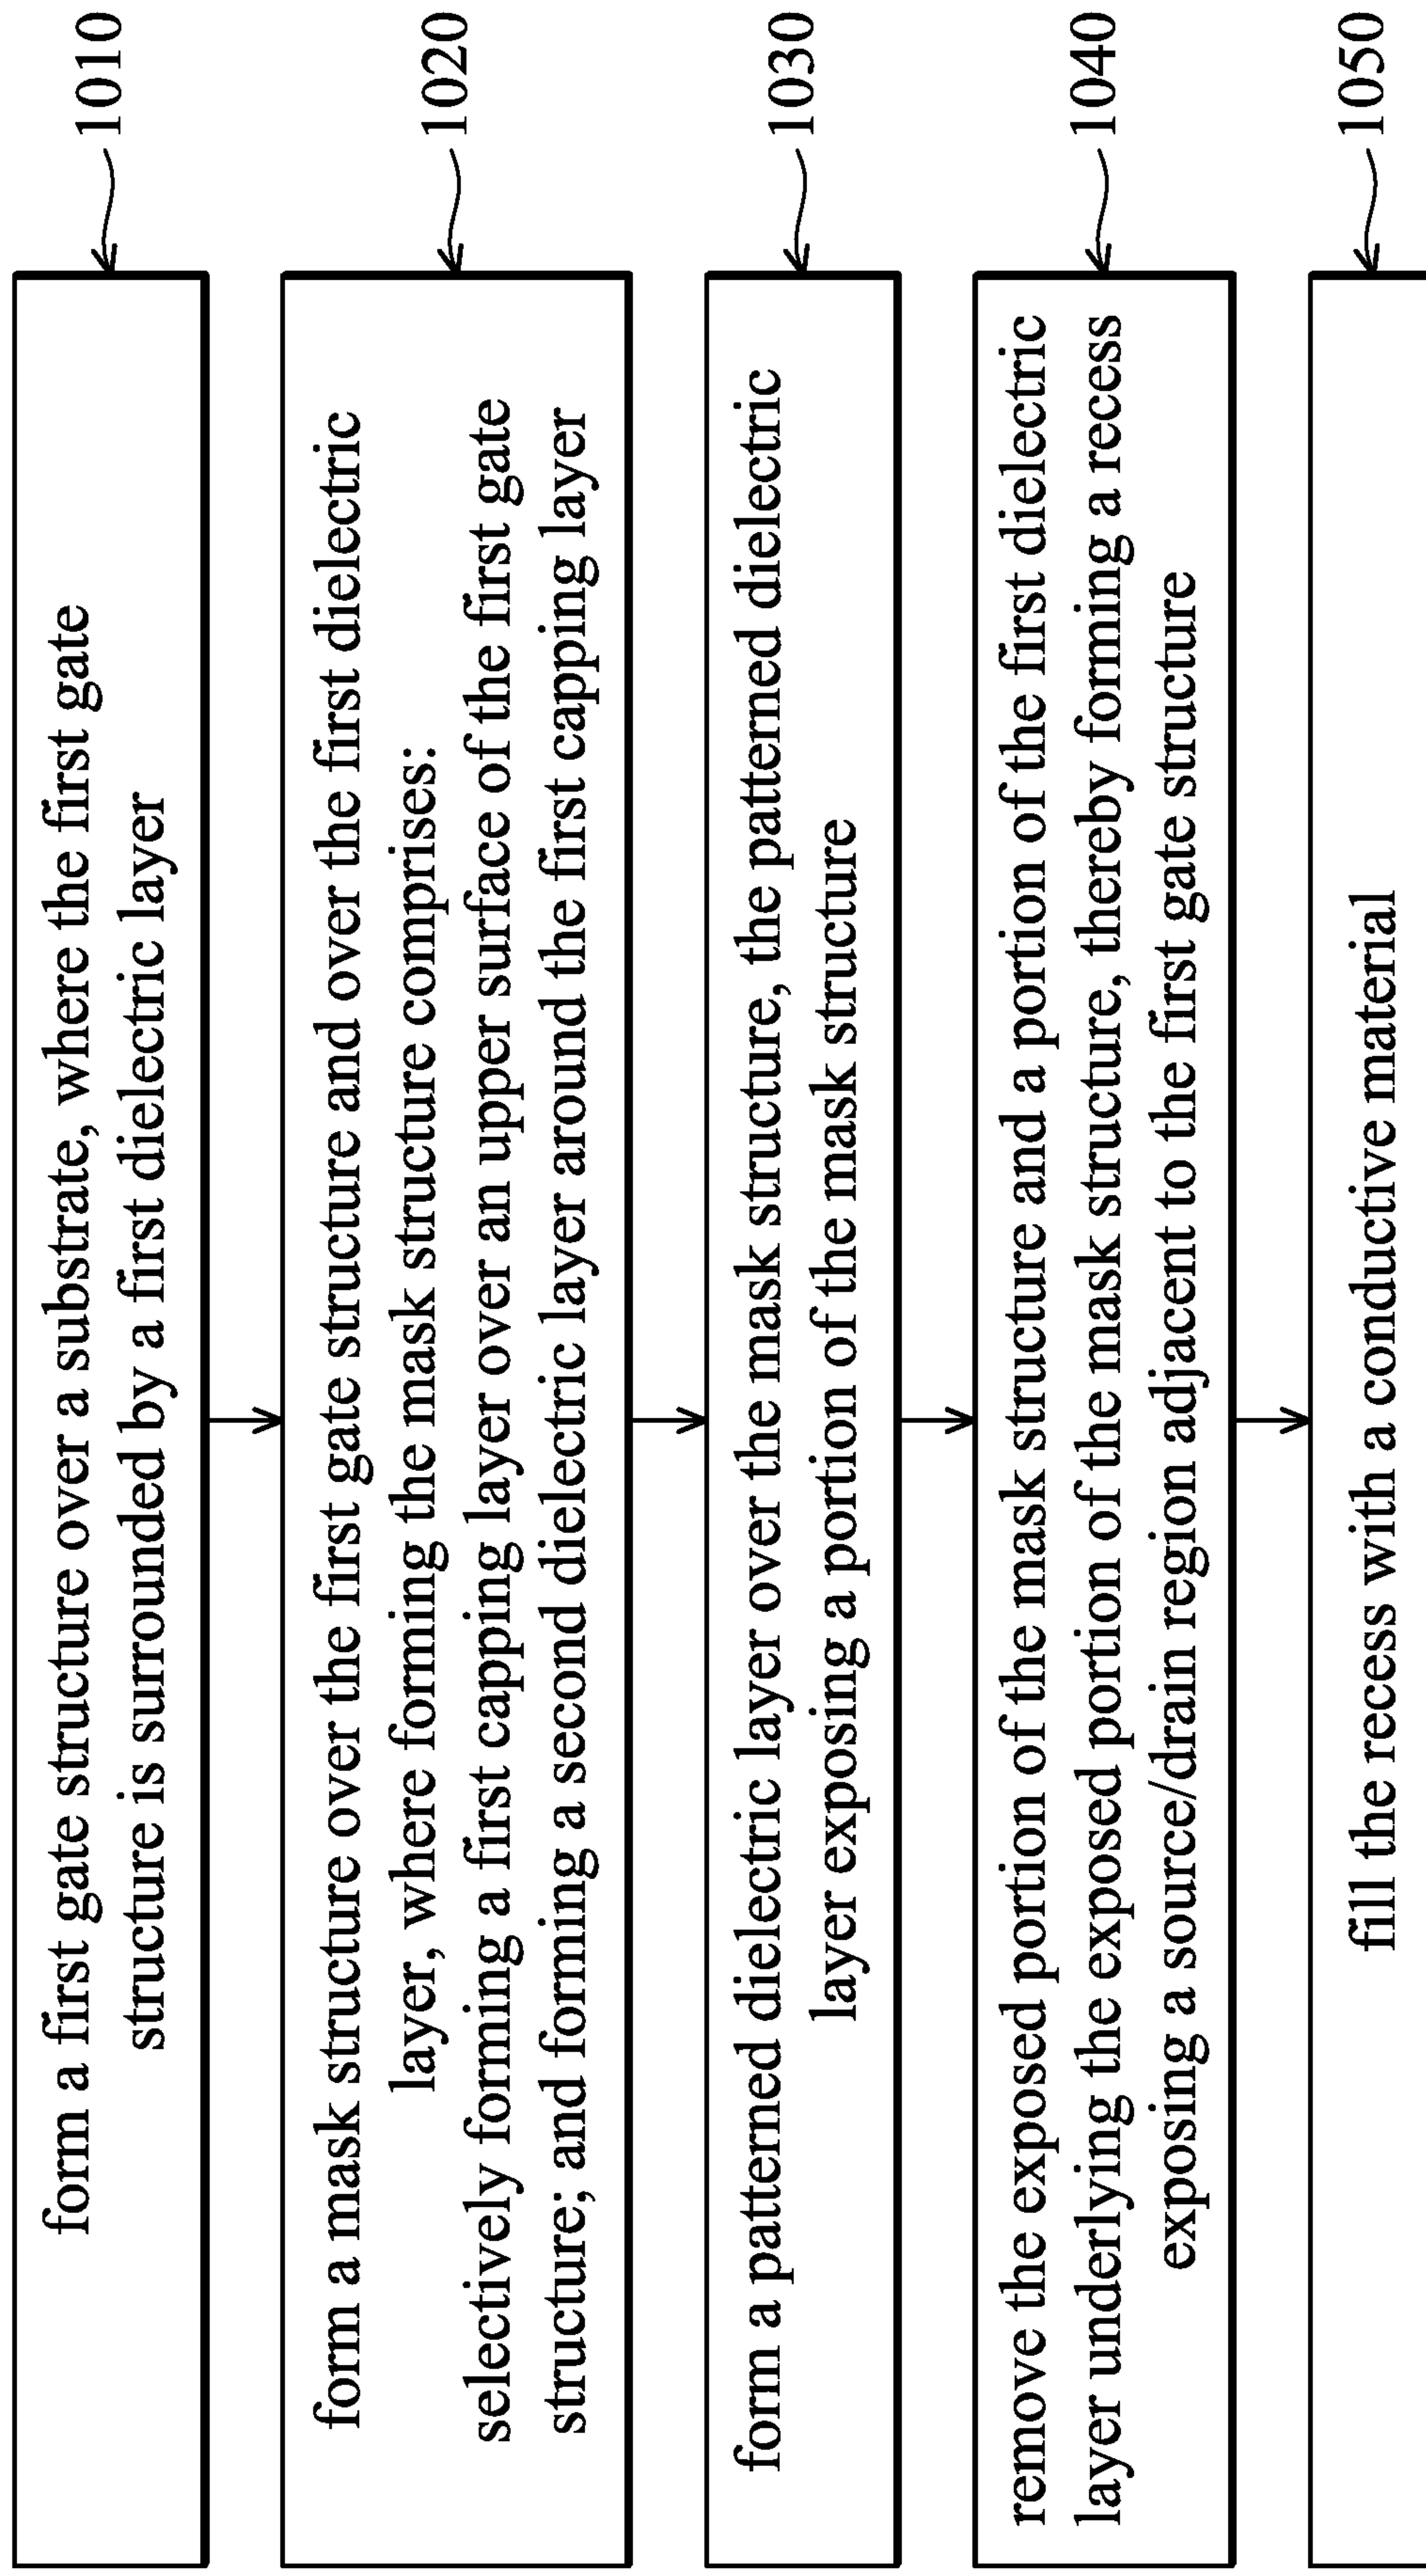 form a first gate structure over a substrate, where the first gate
structure is surrounded by a first dielectric layer
1010
form a mask structure over the first gate structure and over the first dielectric
layer, where forming the mask structure comprises:
selectively forming a first capping layer over an upper surface of the first gate
structure; and forming a second dielectric layer around the first capping layer
1020
form a patterned dielectric layer over the mask structure, the patterned dielectric
layer exposing a portion of the mask structure
1030
remove the exposed portion of the mask structure and a portion of the first dielectric
layer underlying the exposed portion of the mask structure, thereby forming a recess
exposing a source/drain region adjacent to the first gate structure
1040
fill the recess with a conductive material
1050